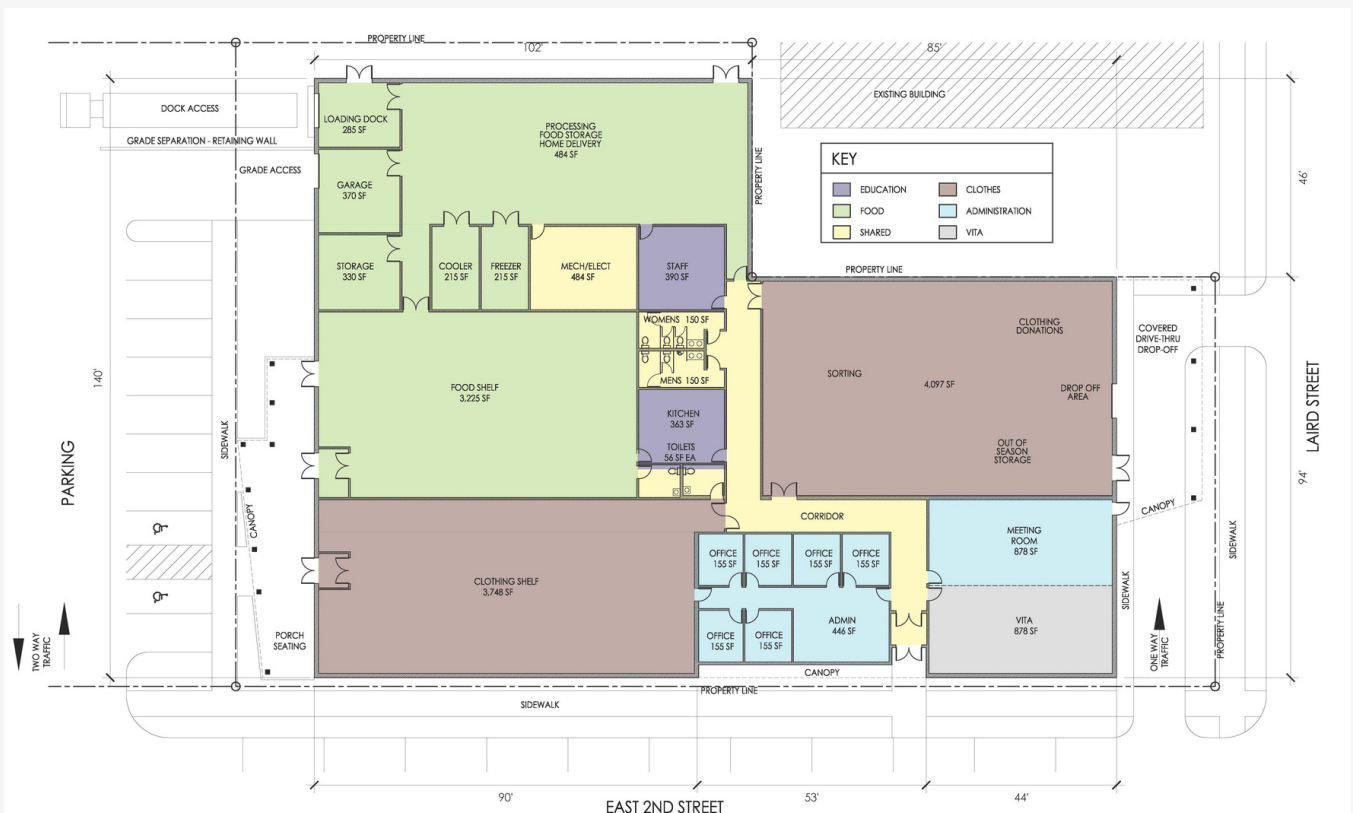 PROPERTY LINE
102'
85'
DOCK ACCESS
EXISTING BUILDING
LOADING DOCK
285 SF
PROCESSING
FOOD STORAGE
HOME DELIVERY
484 SF
GRADE SEPARATION - RETAINING WALL
GRADE ACCESS
PROPERTY LINE
KEY
EDUCATION
FOOD
SHARED
CLOTHES
ADMINISTRATION
VITA
46'
GARAGE
370 SF
STORAGE
330 SF
COOLER
215 SF
FREEZER
215 SF
MECH/ELECT
484 SF
STAFF
390 SF
PROPERTY LINE
WOMENS 150 SF
MENS 150 SF
CLOTHING
DONATIONS
COVERED
DRIVE-THRU
DROP-OFF
SORTING
4,097 SF
DROP OFF
AREA
OUT OF
SEASON
STORAGE
140'
FOOD SHELF
3,225 SF
KITCHEN
363 SF
TOILETS
56 SF EA
LAIRD STREET
94'
PARKING
SIDEWALK
CANOPY
CORRIDOR
CANOPY
SIDEWALK
MEETING
ROOM
878 SF
OFFICE
155 SF
OFFICE
155 SF
OFFICE
155 SF
OFFICE
155 SF
CLOTHING SHELF
3,748 SF
SIDEWALK
ADMIN
446 SF
VITA
878 SF
OFFICE
155 SF
OFFICE
155 SF
PORCH
SEATING
TWO WAY
TRAFFIC
ONE WAY
TRAFFIC
PROPERTY LINE
CANOPY
PROPERTY LINE
SIDEWALK
90'
53'
44'
EAST 2ND STREET